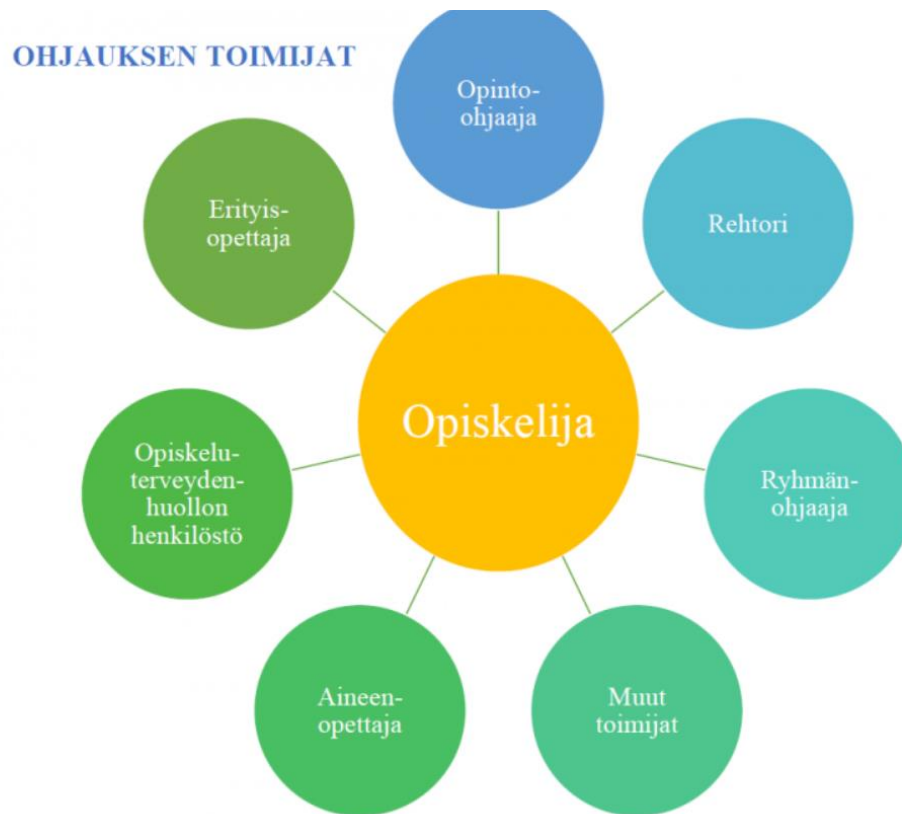 OHJAUKSEN TOIMIJAT
Opinto-
ohjaaja
Rehtori
Ryhmän-
ohjaaja
Muut
toimijat
Aineen-
opettaja
Opiskelu-
terveyden-
huollon
henkilöstö
Erityis-
opettaja
Opiskelija